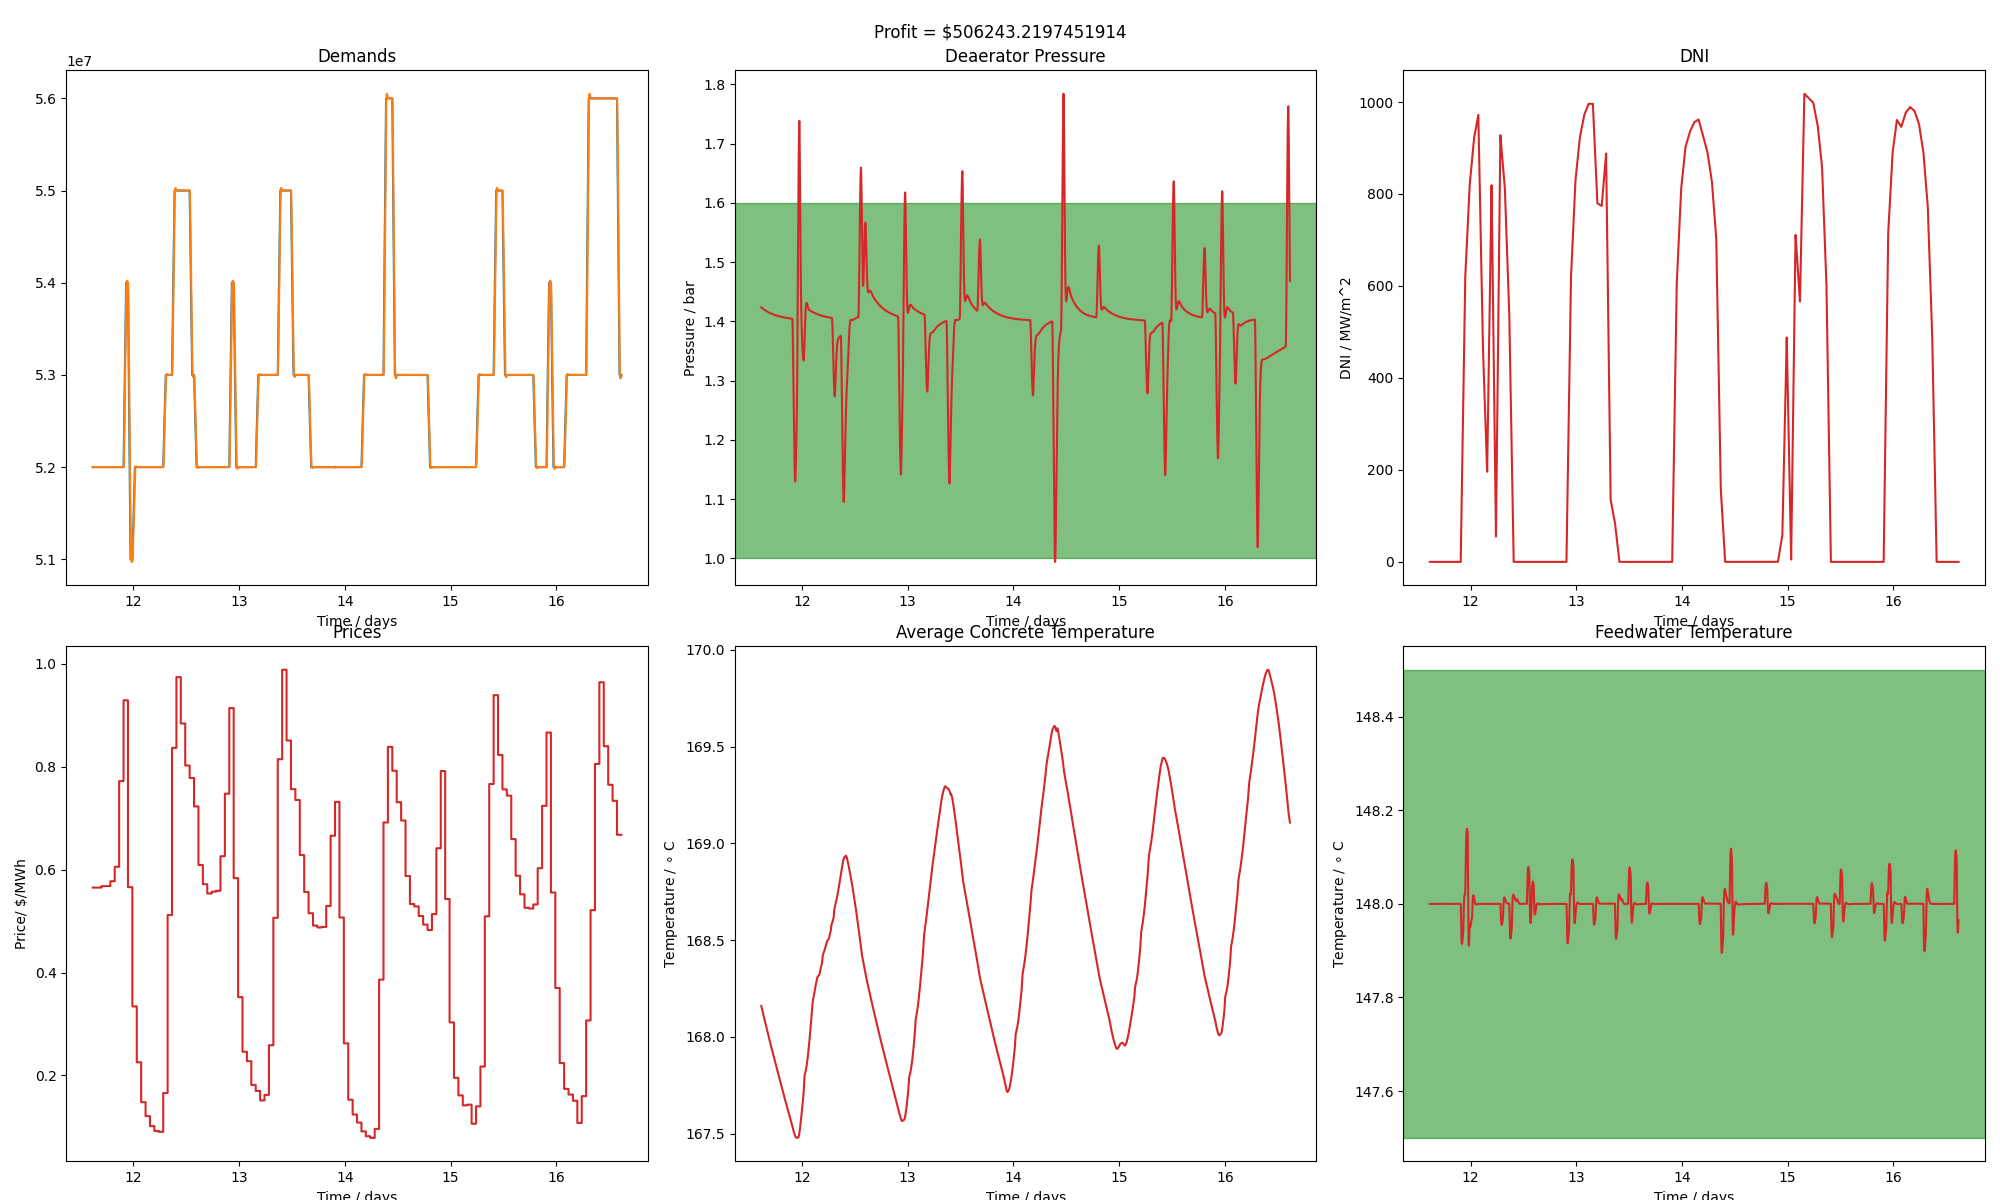 Profit = $506243.2197451914
Demands
1e7
5.6
5.5
5.4
5.3
5.2
5.1
12 13 14 15 16
Time / days
Deaerator Pressure
Pressure / bar
1.8
1.7
1.6
1.5
1.4
1.3
1.2
1.1
1.0
12 13 14 15 16
Time / days
DNI
DNI / MW/m^2
1000
800
600
400
200
0
12 13 14 15 16
Time / days
Prices
Price/ $/MWh
1.0
0.8
0.6
0.4
0.2
12 13 14 15 16
Time / days
Average Concrete Temperature
Temperature / ∘ C
170.0
169.5
169.0
168.5
168.0
167.5
12 13 14 15 16
Time / days
Feedwater Temperature
Temperature / ∘ C
148.4
148.2
148.0
147.8
147.6
12 13 14 15 16
Time / days